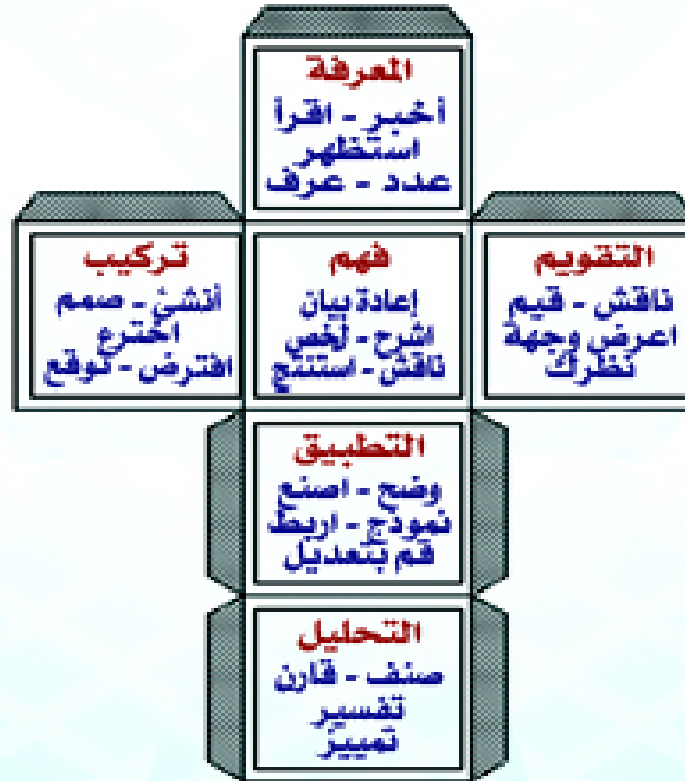 المعرفة
أخبر - اقرأ
استظهر
عدد - عرف
التقويم
ناقش - قيم
اعرض وجهة
نظرك
فهم
إعادة بيان
اشرح - لخص
ناقش - استنتج
تركيب
أنشئ - صمم
اخترع
افترض - توقع
التطبيق
وضح - اصنع
نموذج - اربط
قم بتعديل
التحليل
صنف - قارن
تفسير
تمييز